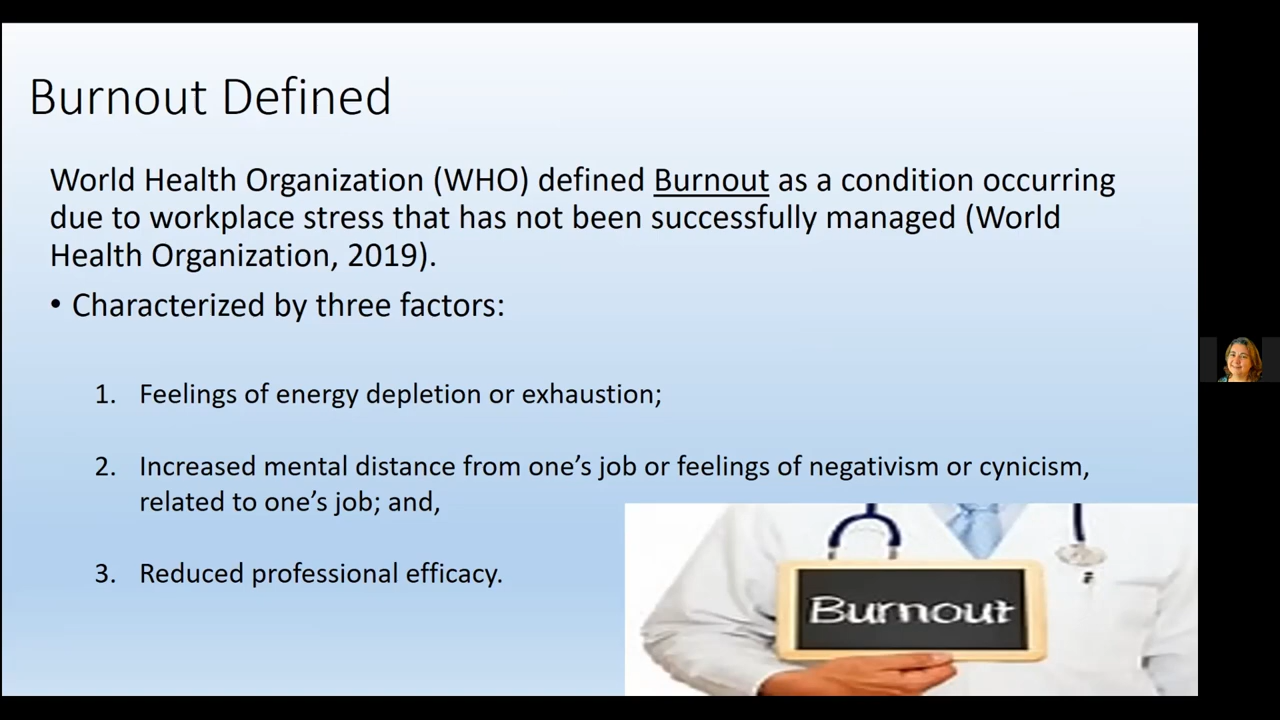 Burnout Defined
World Health Organization (WHO) defined Burnout as a condition occurring
due to workplace stress that has not been successfully managed (World
Health Organization, 2019).
• Characterized by three factors:
1. Feelings of energy depletion or exhaustion;
2. Increased mental distance from one’s job or feelings of negativism or cynicism,
related to one’s job; and,
3. Reduced professional efficacy.
Burnout